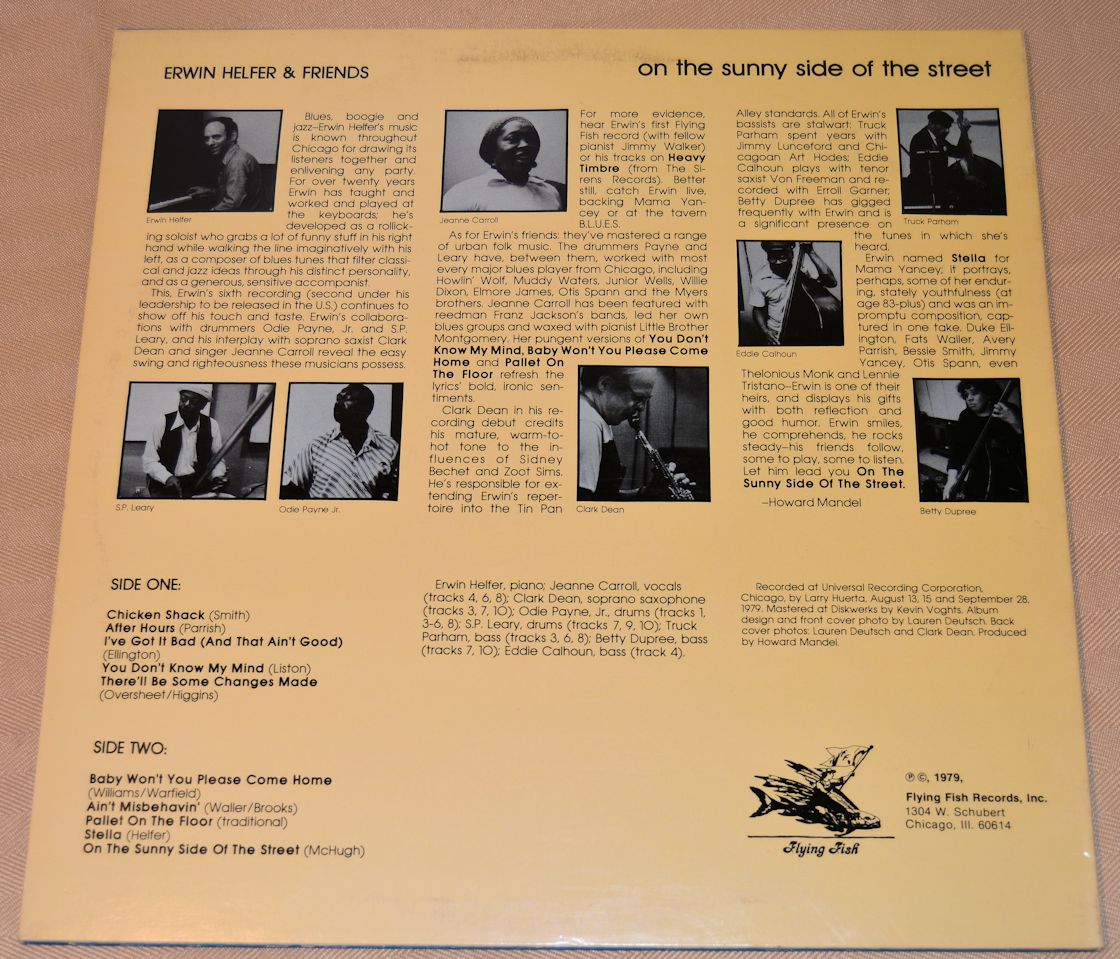 ERWIN HELFER & FRIENDS
on the sunny side of the street
Blues, boogie and
jazz–Erwin Helfer's music
is known throughout
Chicago for drawing its
listeners together and
enlivening any party.
For over twenty years
Erwin has taught and
worked and played at
the keyboards; he's
developed as a rollick-
ing soloist who grabs a lot of funny stuff in his right
hand while walking the line imaginatively with his
left, as a composer of blues tunes that filter classi-
cal and jazz ideas through his distinct personality,
and as a generous, sensitive accompanist.
This, Erwin's sixth recording (second under his
leadership to be released in the U.S.) continues to
show off his touch and taste. Erwin's collabora-
tions with drummers Odie Payne, Jr. and S.P.
Leary, and his interplay with soprano saxist Clark
Dean and singer Jeanne Carroll reveal the easy
swing and righteousness these musicians possess.
Erwin Helfer
S.P. Leary
Odie Payne Jr.
For more evidence,
hear Erwin's first Flying
Fish record (with fellow
pianist Jimmy Walker)
or his tracks on Heavy
Timbre (from The Si-
rens Records). Better
still, catch Erwin live,
backing Mama Yan-
cey or at the tavern
B.L.U.E.S.
As for Erwin's friends: they've mastered a range
of urban folk music. The drummers Payne and
Leary have, between them, worked with most
every major blues player from Chicago, including
Howlin' Wolf, Muddy Waters, Junior Wells, Willie
Dixon, Elmore James, Otis Spann and the Myers
brothers. Jeanne Carroll has been featured with
reedman Franz Jackson's bands, led her own
blues groups and waxed with pianist Little Brother
Montgomery. Her pungent versions of You Don't
Know My Mind, Baby Won't You Please Come
Home and Pallet On
The Floor refresh the
lyrics' bold, ironic sen-
timents.
Clark Dean in his re-
cording debut credits
his mature, warm-to-
hot tone to the in-
fluences of Sidney
Bechet and Zoot Sims.
He's responsible for ex-
tending Erwin's reper-
toire into the Tin Pan
Jeanne Carroll
Clark Dean
Alley standards. All of Erwin's
bassists are stalwart: Truck
Parham spent years with
Jimmy Lunceford and Chi-
cagoan Art Hodes; Eddie
Calhoun plays with tenor
saxist Von Freeman and re-
corded with Erroll Garner;
Betty Dupree has gigged
frequently with Erwin and is
a significant presence on
the tunes in which she's
heard.
Erwin named Stella for
Mama Yancey; it portrays,
perhaps, some of her endur-
ing, stately youthfulness (at
age 83-plus) and was an im-
promptu composition, cap-
tured in one take. Duke Ell-
ington, Fats Waller, Avery
Parrish, Bessie Smith, Jimmy
Yancey, Otis Spann, even
Thelonious Monk and Lennie
Tristano–Erwin is one of their
heirs, and displays his gifts
with both reflection and
good humor. Erwin smiles,
he comprehends, he rocks
steady–his friends follow,
some to play, some to listen.
Let him lead you On The
Sunny Side Of The Street.
–Howard Mandel
Truck Parham
Eddie Calhoun
Betty Dupree
SIDE ONE:
Chicken Shack (Smith)
After Hours (Parrish)
I've Got It Bad (And That Ain't Good)
(Ellington)
You Don't Know My Mind (Liston)
There'll Be Some Changes Made
(Oversheet/Higgins)
SIDE TWO:
Baby Won't You Please Come Home
(Williams/Warfield)
Ain't Misbehavin' (Waller/Brooks)
Pallet On The Floor (traditional)
Stella (Helfer)
On The Sunny Side Of The Street (McHugh)
Erwin Helfer, piano; Jeanne Carroll, vocals
(tracks 4, 6, 8); Clark Dean, soprano saxophone
(tracks 3, 7, 10); Odie Payne, Jr., drums (tracks 1,
3-6, 8); S.P. Leary, drums (tracks 7, 9, 10); Truck
Parham, bass (tracks 3, 6, 8); Betty Dupree, bass
(tracks 7, 10); Eddie Calhoun, bass (track 4).
Recorded at Universal Recording Corporation,
Chicago, by Larry Huerta, August 13, 15 and September 28,
1979. Mastered at Diskwerks by Kevin Voghts. Album
design and front cover photo by Lauren Deutsch. Back
cover photos: Lauren Deutsch and Clark Dean. Produced
by Howard Mandel.
Flying Fish
℗ ©, 1979,
Flying Fish Records, Inc.
1304 W. Schubert
Chicago, Ill. 60614